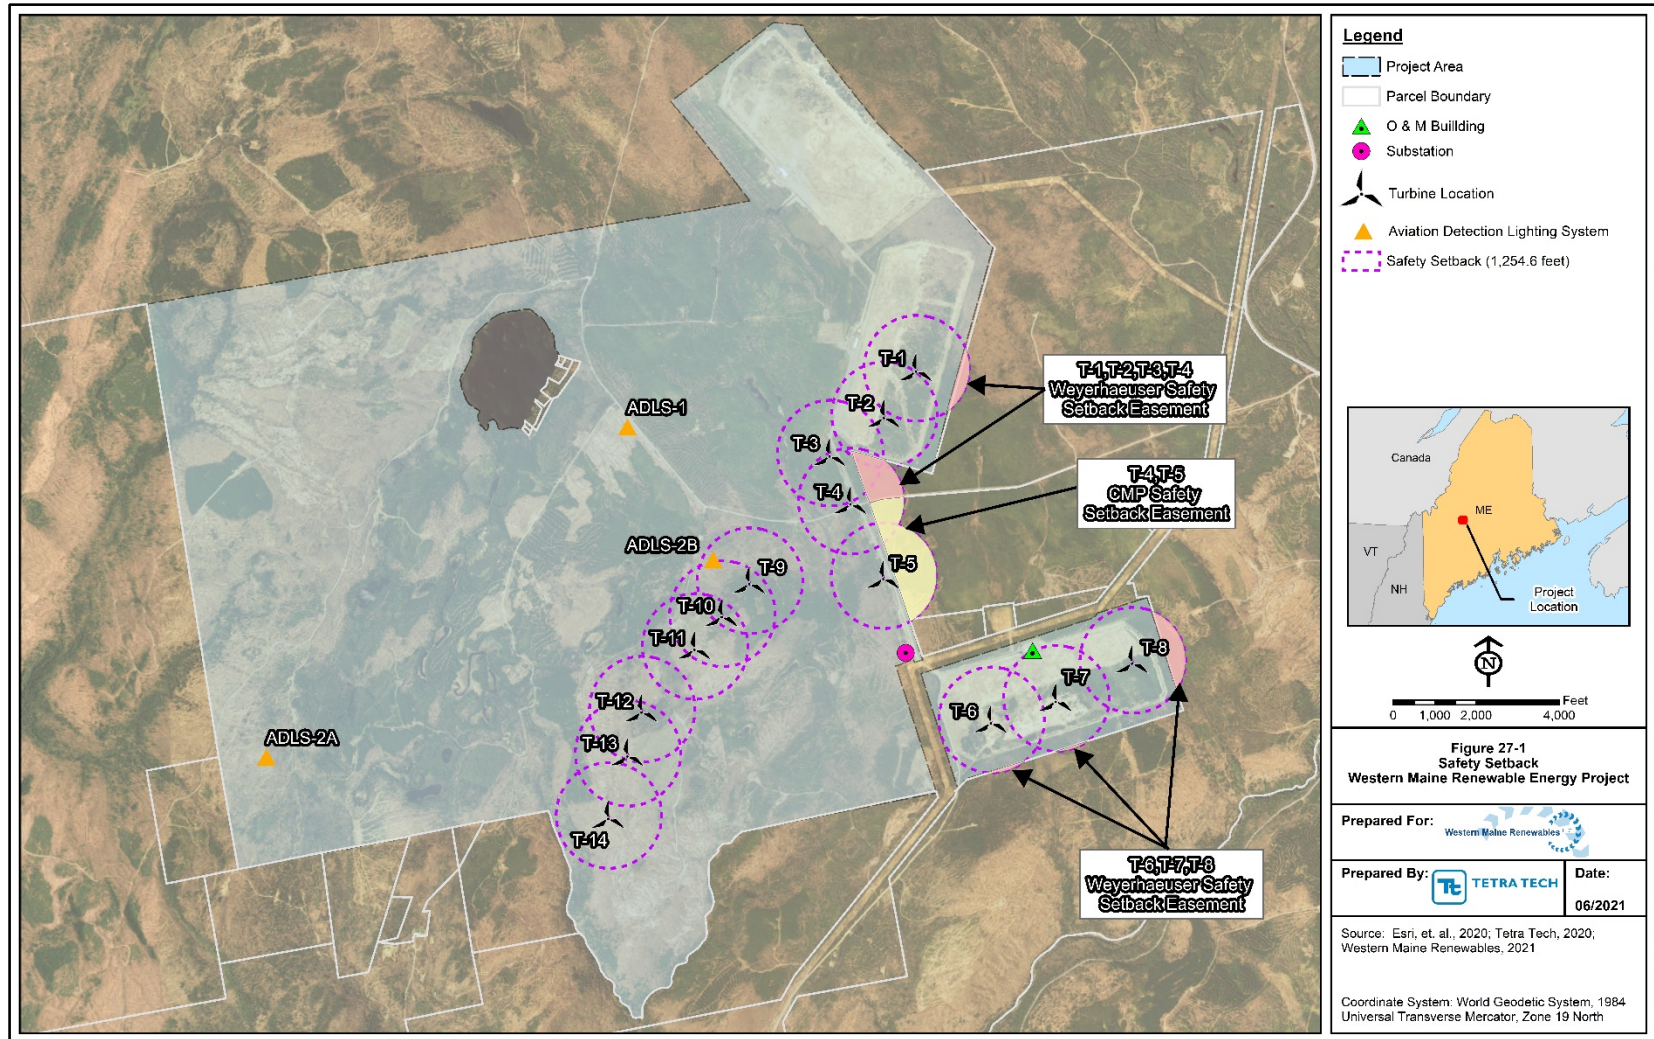 T-1
T-2
T-3
T-4
T-5
T-6
T-7
T-8
T-9
T-10
T-11
T-12
T-13
T-14
ADLS-1
ADLS-2B
ADLS-2A
T-1,T-2,T-3,T-4
Weyerhaeuser Safety
Setback Easement
T-4,T-5
CMP Safety
Setback Easement
T-6,T-7,T-8
Weyerhaeuser Safety
Setback Easement
Legend
Project Area
Parcel Boundary
O & M Buillding
Substation
Turbine Location
Aviation Detection Lighting System
Safety Setback (1,254.6 feet)
Canada
ME
VT
NH
Project
Location
N
Feet
0 1,000 2,000 4,000
Figure 27-1
Safety Setback
Western Maine Renewable Energy Project
Prepared For:
Western Maine Renewables
Prepared By:
Tt TETRA TECH
Date:
06/2021
Source: Esri, et. al., 2020; Tetra Tech, 2020;
Western Maine Renewables, 2021
Coordinate System: World Geodetic System, 1984
Universal Transverse Mercator, Zone 19 North